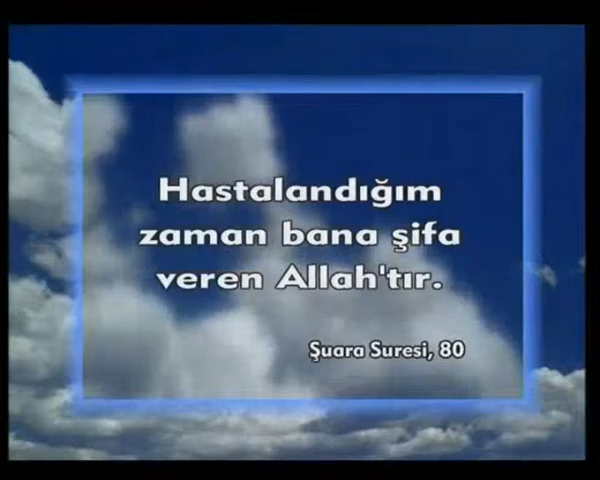 Hastalandığım
zaman bana şifa
veren Allah'tır.
Şuara Suresi, 80